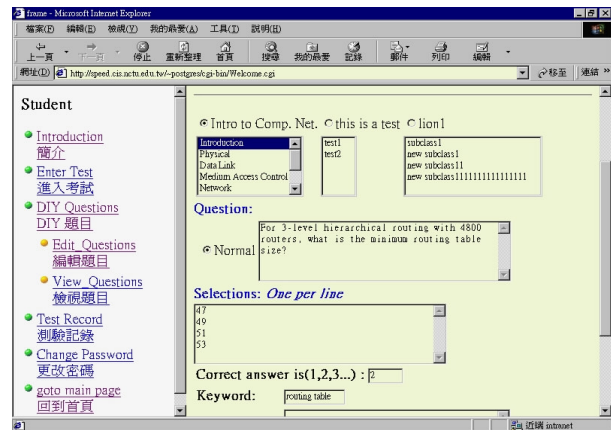 frame - Microsoft Internet Explorer
檔案(F) 編輯(E) 檢視(V) 我的最愛(A) 工具(T) 說明(H)
上一頁 下一頁 停止 重新整理 首頁 搜尋 我的最愛 記錄 郵件 列印 編輯
網址(D) http://speed.cis.nctu.edu.tw/~postgres/cgi-bin/Welcome.cgi 移至 連結 »
Student
Introduction
簡介
Enter Test
進入考試
DIY Questions
DIY 題目
Edit_Questions
編輯題目
View_Questions
檢視題目
Test Record
測驗記錄
Change Password
更改密碼
goto main page
回到首頁
Intro to Comp. Net. this is a test lion1
Introduction
Physical
Data Link
Medium Access Control
Network
test1
test2
subclass1
new subclass1
new subclass11
new subclass11111111111111111
Question:
Normal
For 3-level hierarchical routing with 4800
routers, what is the minimum routing table
size?
Selections: One per line
47
49
51
53
Correct answer is(1,2,3...) : 2
Keyword: routing table
近端 intranet